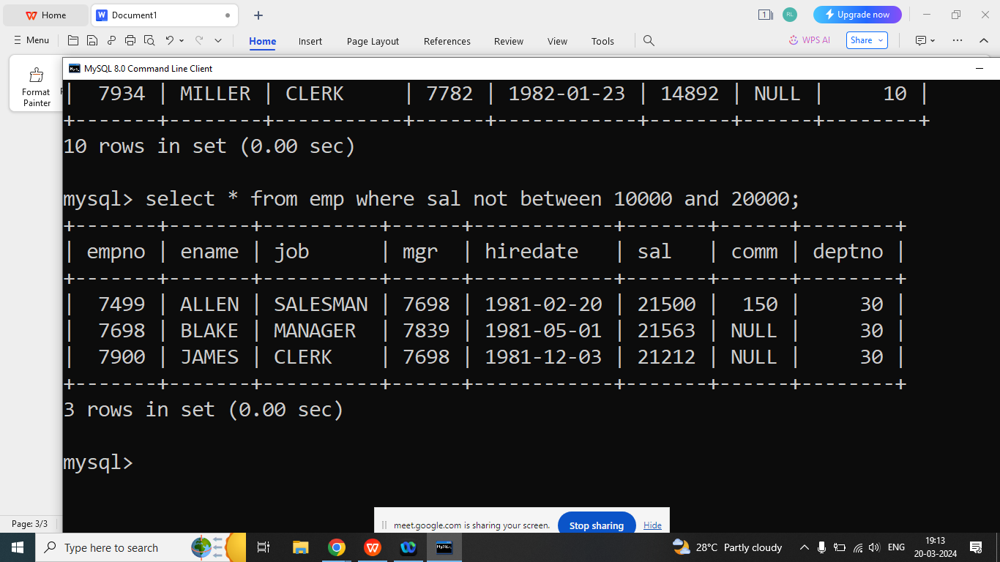 Home Document1 1 RL Upgrade now
Menu Home Insert Page Layout References Review View Tools WPS AI Share
MySQL 8.0 Command Line Client
Format
Painter
| 7934 | MILLER | CLERK | 7782 | 1982-01-23 | 14892 | NULL | 10 |
+-------+--------+-----------+------+------------+-------+------+--------+
10 rows in set (0.00 sec)
mysql> select * from emp where sal not between 10000 and 20000;
+-------+-------+----------+------+------------+-------+------+--------+
| empno | ename | job | mgr | hiredate | sal | comm | deptno |
+-------+-------+----------+------+------------+-------+------+--------+
| 7499 | ALLEN | SALESMAN | 7698 | 1981-02-20 | 21500 | 150 | 30 |
| 7698 | BLAKE | MANAGER | 7839 | 1981-05-01 | 21563 | NULL | 30 |
| 7900 | JAMES | CLERK | 7698 | 1981-12-03 | 21212 | NULL | 30 |
+-------+-------+----------+------+------------+-------+------+--------+
3 rows in set (0.00 sec)
mysql>
Page: 3/3
meet.google.com is sharing your screen. Stop sharing Hide
Type here to search 28°C Partly cloudy ENG 19:13
20-03-2024